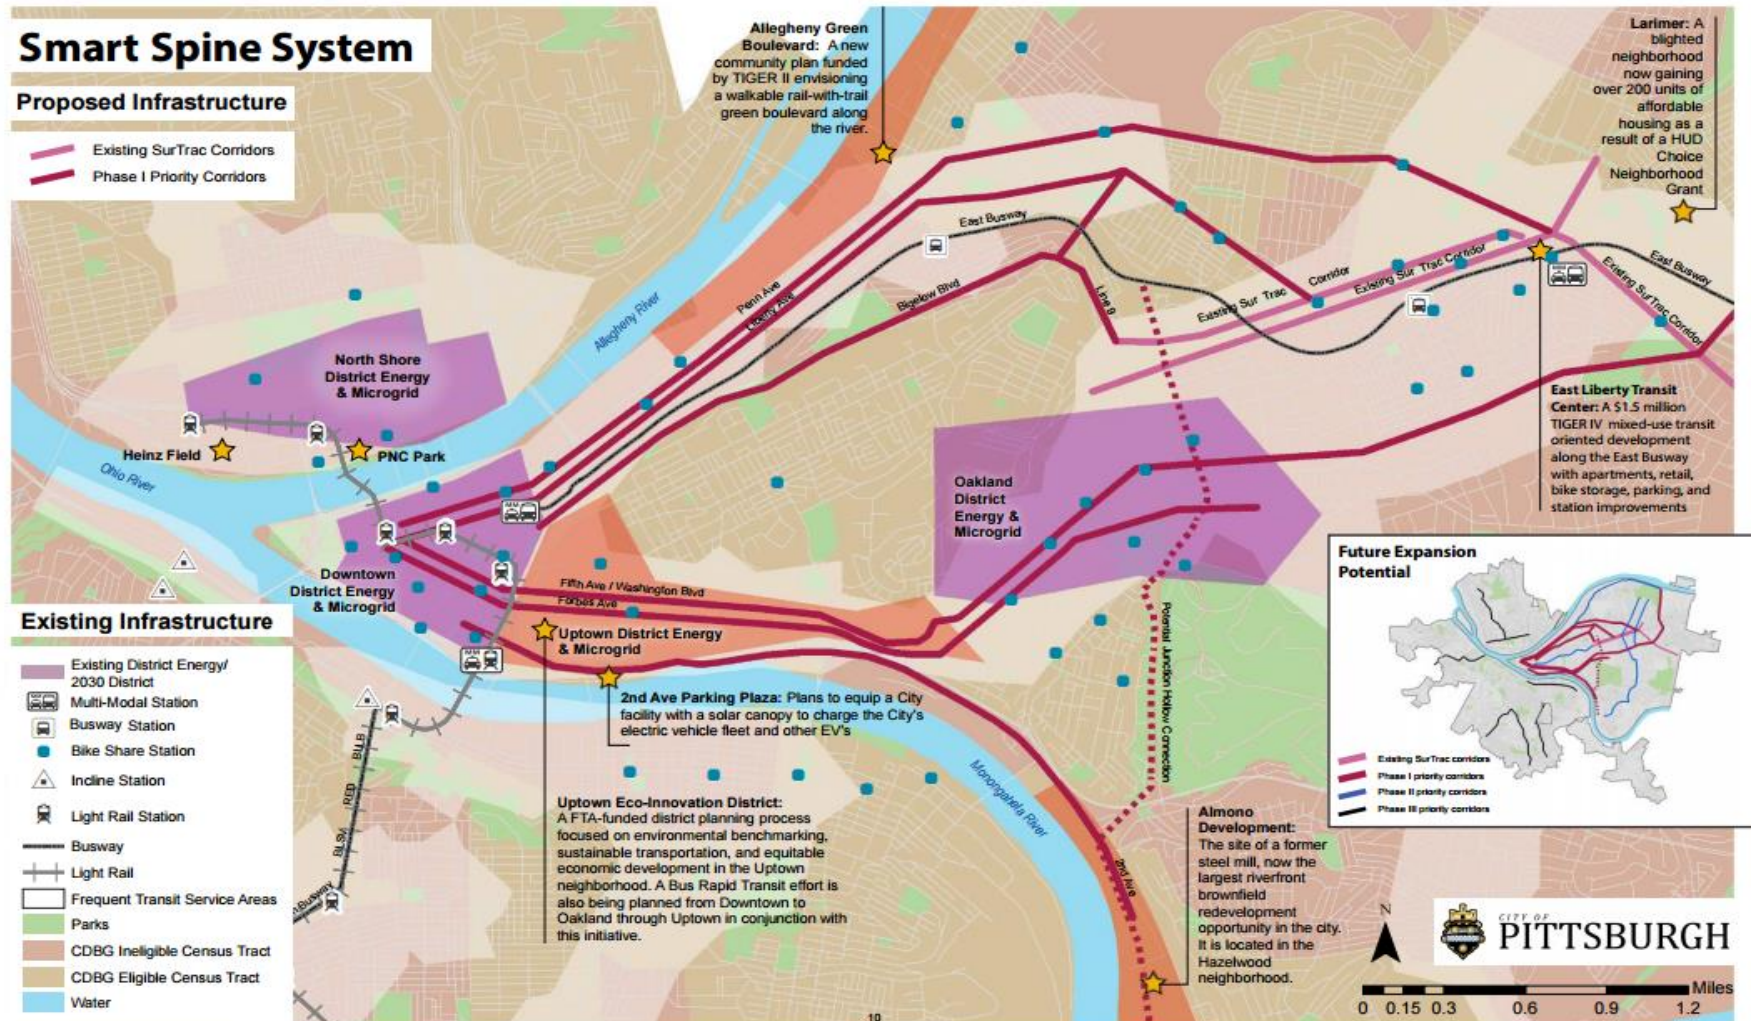 Smart Spine System
Proposed Infrastructure
Existing SurTrac Corridors
Phase I Priority Corridors
Allegheny Green
Boulevard: A new
community plan funded
by TIGER II envisioning
a walkable rail-with-trail
green boulevard along
the river.
Larimer: A
blighted
neighborhood
now gaining
over 200 units of
affordable
housing as a
result of a HUD
Choice
Neighborhood
Grant
East Busway
Penn Ave
Liberty Ave
Bigelow Blvd
Line 9
Allegheny River
Existing Sur Trac Corridor
Existing Sur Trac Corridor
Existing SurTrac Corridor
East Busway
North Shore
District Energy
& Microgrid
Heinz Field
PNC Park
Ohio River
Oakland
District
Energy &
Microgrid
East Liberty Transit
Center: A $1.5 million
TIGER IV mixed-use transit
oriented development
along the East Busway
with apartments, retail,
bike storage, parking, and
station improvements
Downtown
District Energy
& Microgrid
Fifth Ave / Washington Blvd
Forbes Ave
Uptown District Energy
& Microgrid
2nd Ave Parking Plaza: Plans to equip a City
facility with a solar canopy to charge the City's
electric vehicle fleet and other EV's
Potential Junction Hollow Connection
Monongahela River
2nd Ave
Uptown Eco-Innovation District:
A FTA-funded district planning process
focused on environmental benchmarking,
sustainable transportation, and equitable
economic development in the Uptown
neighborhood. A Bus Rapid Transit effort is
also being planned from Downtown to
Oakland through Uptown in conjunction with
this initiative.
Almono
Development:
The site of a former
steel mill, now the
largest riverfront
brownfield
redevelopment
opportunity in the city.
It is located in the
Hazelwood
neighborhood.
Existing Infrastructure
Existing District Energy/
2030 District
Multi-Modal Station
Busway Station
Bike Share Station
Incline Station
Light Rail Station
Busway
Light Rail
Frequent Transit Service Areas
Parks
CDBG Ineligible Census Tract
CDBG Eligible Census Tract
Water
BLLB
RED
BLSV
Busway
Future Expansion
Potential
Existing SurTrac corridors
Phase I priority corridors
Phase II priority corridors
Phase III priority corridors
N
CITY OF
PITTSBURGH
Miles
0 0.15 0.3 0.6 0.9 1.2
10